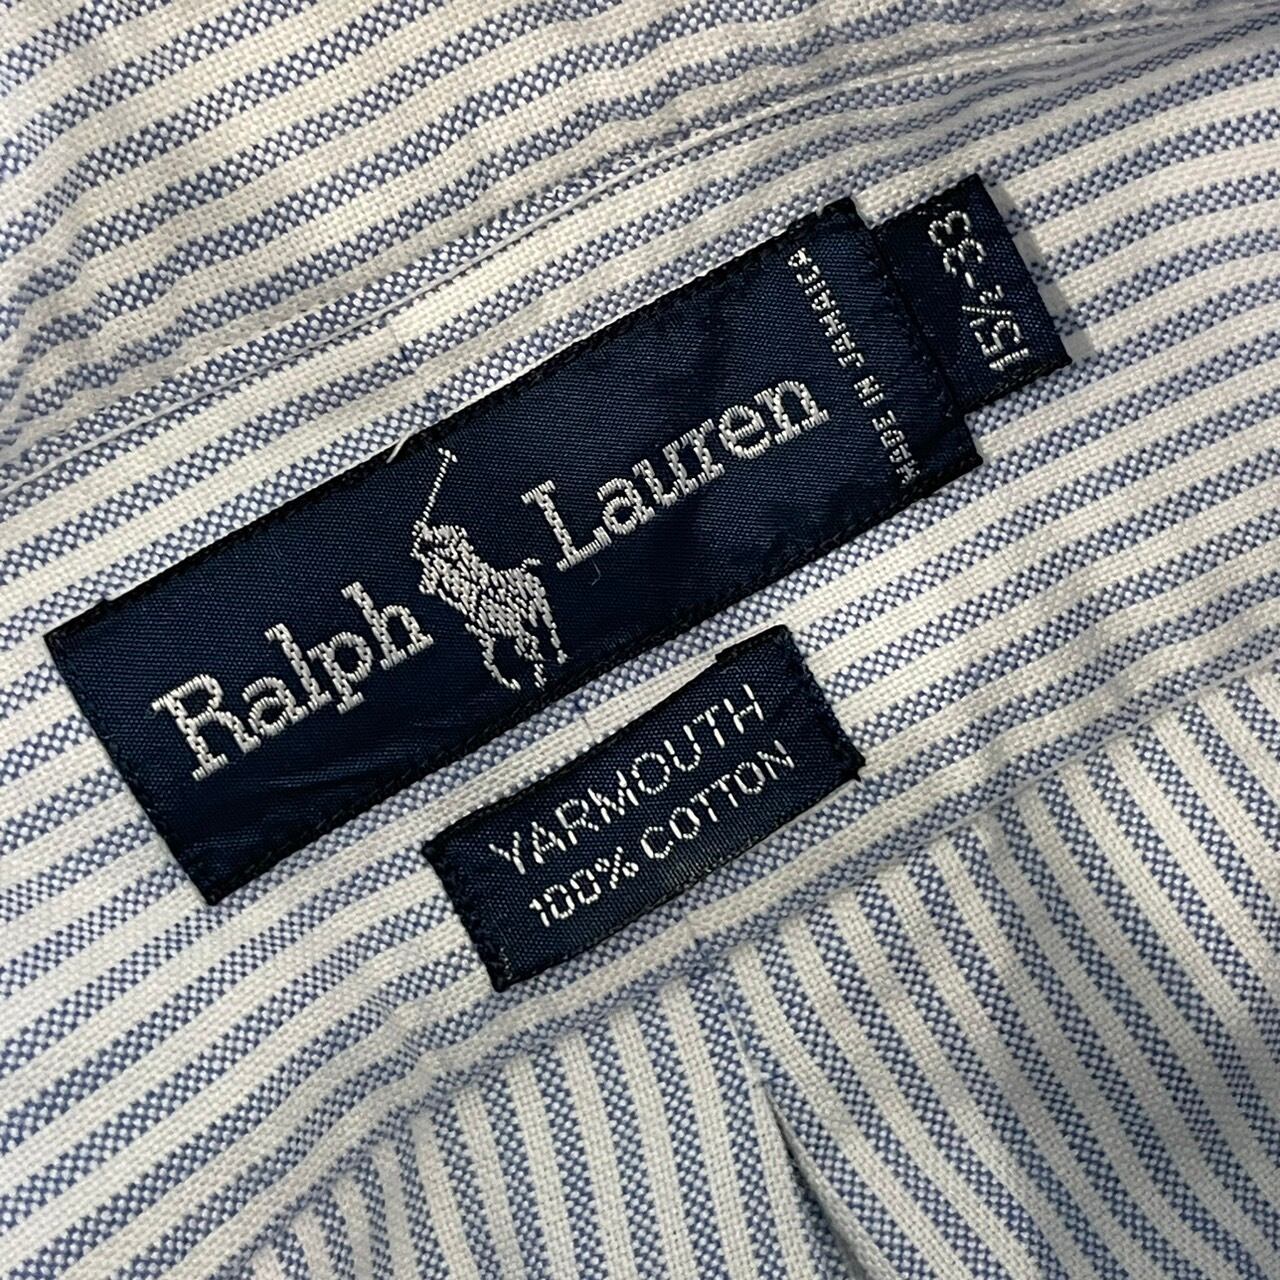 Ralph Lauren
MADE IN JAMAICA
15½-33
YARMOUTH
100% COTTON